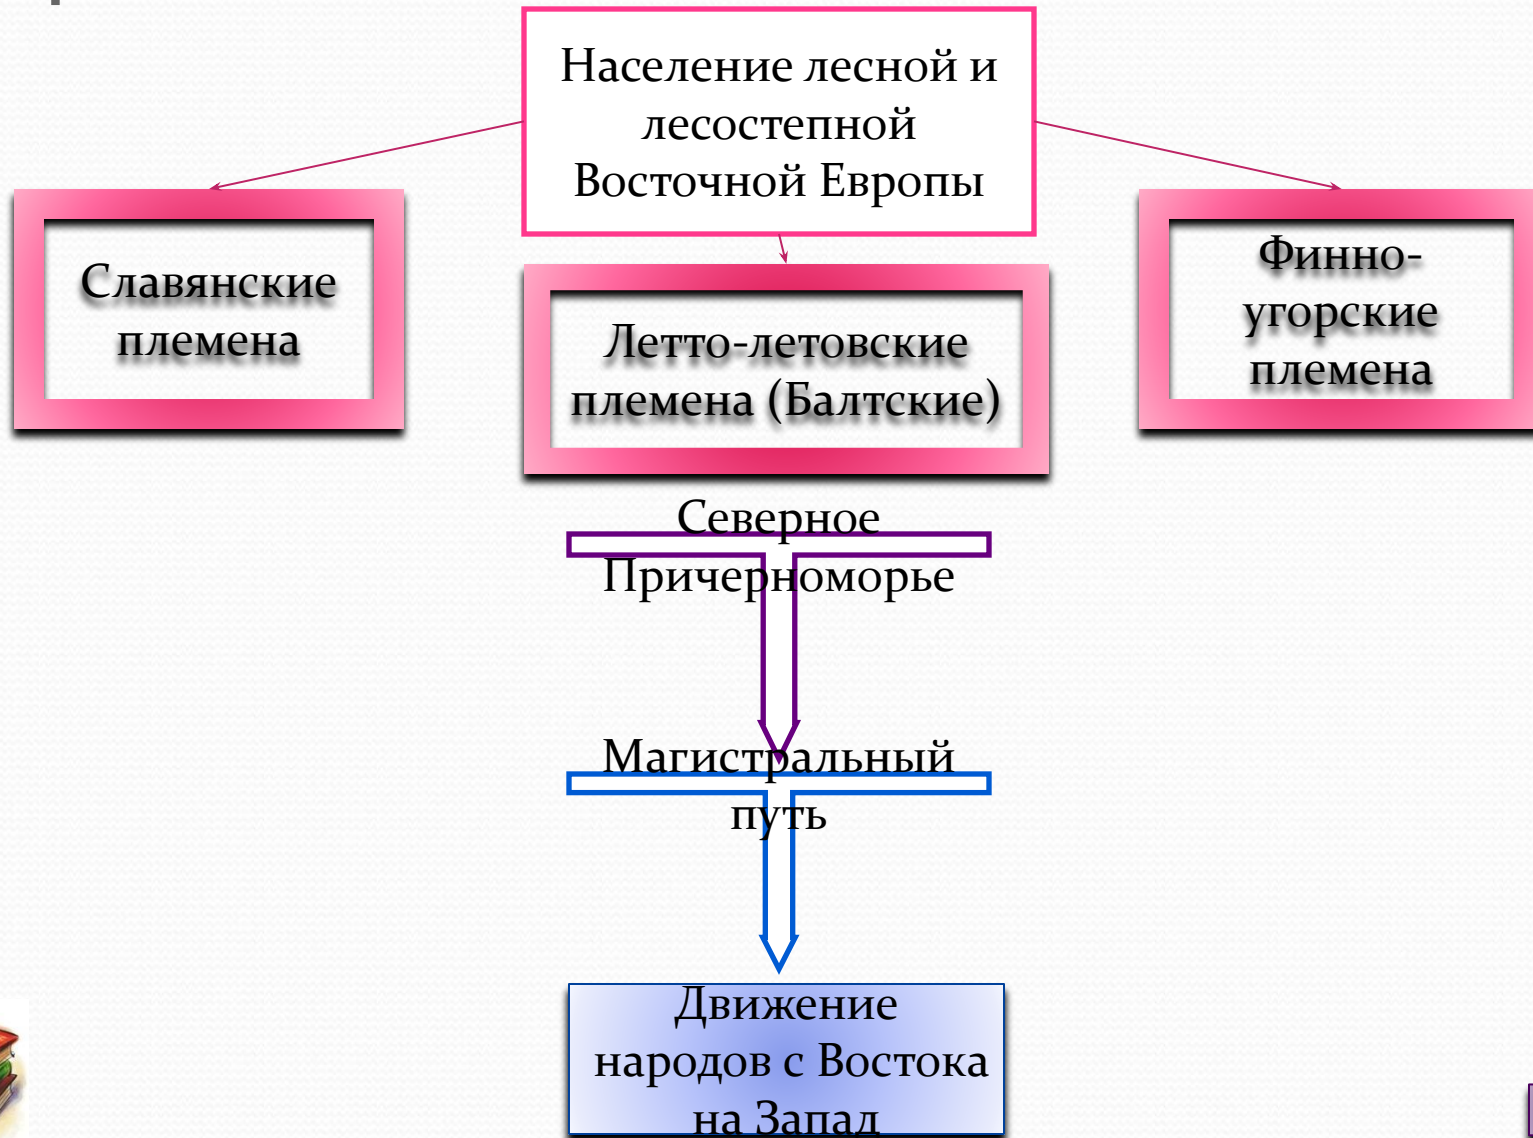 Население лесной и
лесостепной
Восточной Европы
Славянские
племена
Летто-летовские
племена (Балтские)
Финно-
угорские
племена
Северное
Причерноморье
Магистральный
путь
Движение
народов с Востока
на Запад